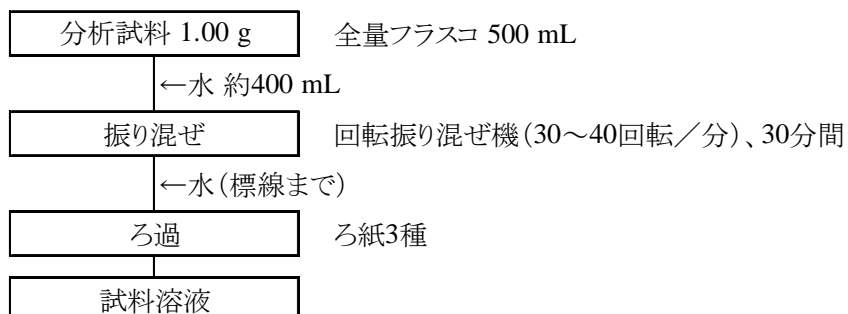 分析試料 1.00 g 全量フラスコ 500 mL
←水 約400 mL
振り混ぜ 回転振り混ぜ機（30～40回転／分）、30分間
←水（標線まで）
ろ過 ろ紙3種
試料溶液